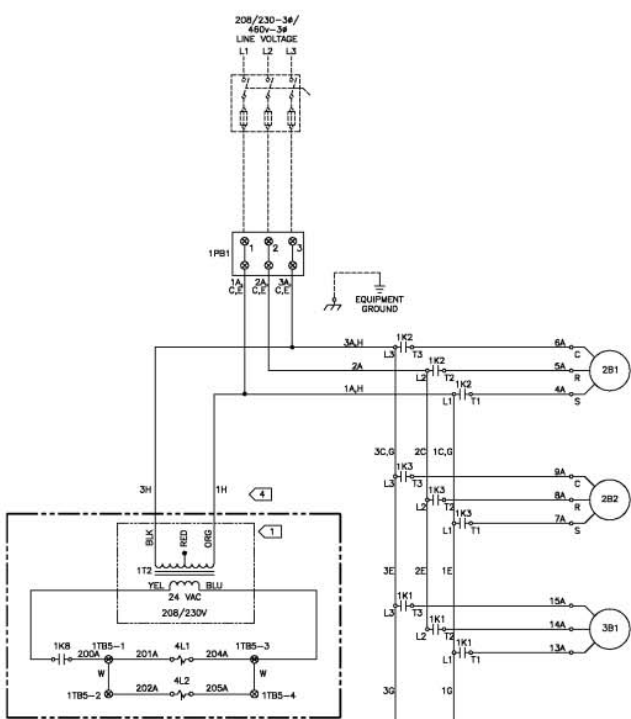 208/230-3ø/
460v-3ø
LINE VOLTAGE
L1 L2 L3
1PB1 1 2 3
1A, 2A, 3A,
C,E C,E C,E
EQUIPMENT
GROUND
3A,H 1K2 6A
L3 T3 C
2A 1K2 5A 2B1
L2 T2 R
1A,H 1K2 4A
L1 T1 S
3C,G 2C 1C,G
1K3 9A
L3 T3 C
3H 1H 4 1K3 8A 2B2
L2 T2 R
1K3 7A
L1 T1 S
BLK RED ORG 1
1T2
YEL BLU
24 VAC
208/230V
3E 2E 1E
1K1 15A
L3 T3
1K1 14A 3B1
L2 T2
1K1 13A
L1 T1
1K8 1TB5-1 4L1 1TB5-3
200A 201A 204A
W 4L2 W
1TB5-2 202A 205A 1TB5-4
3G 1G